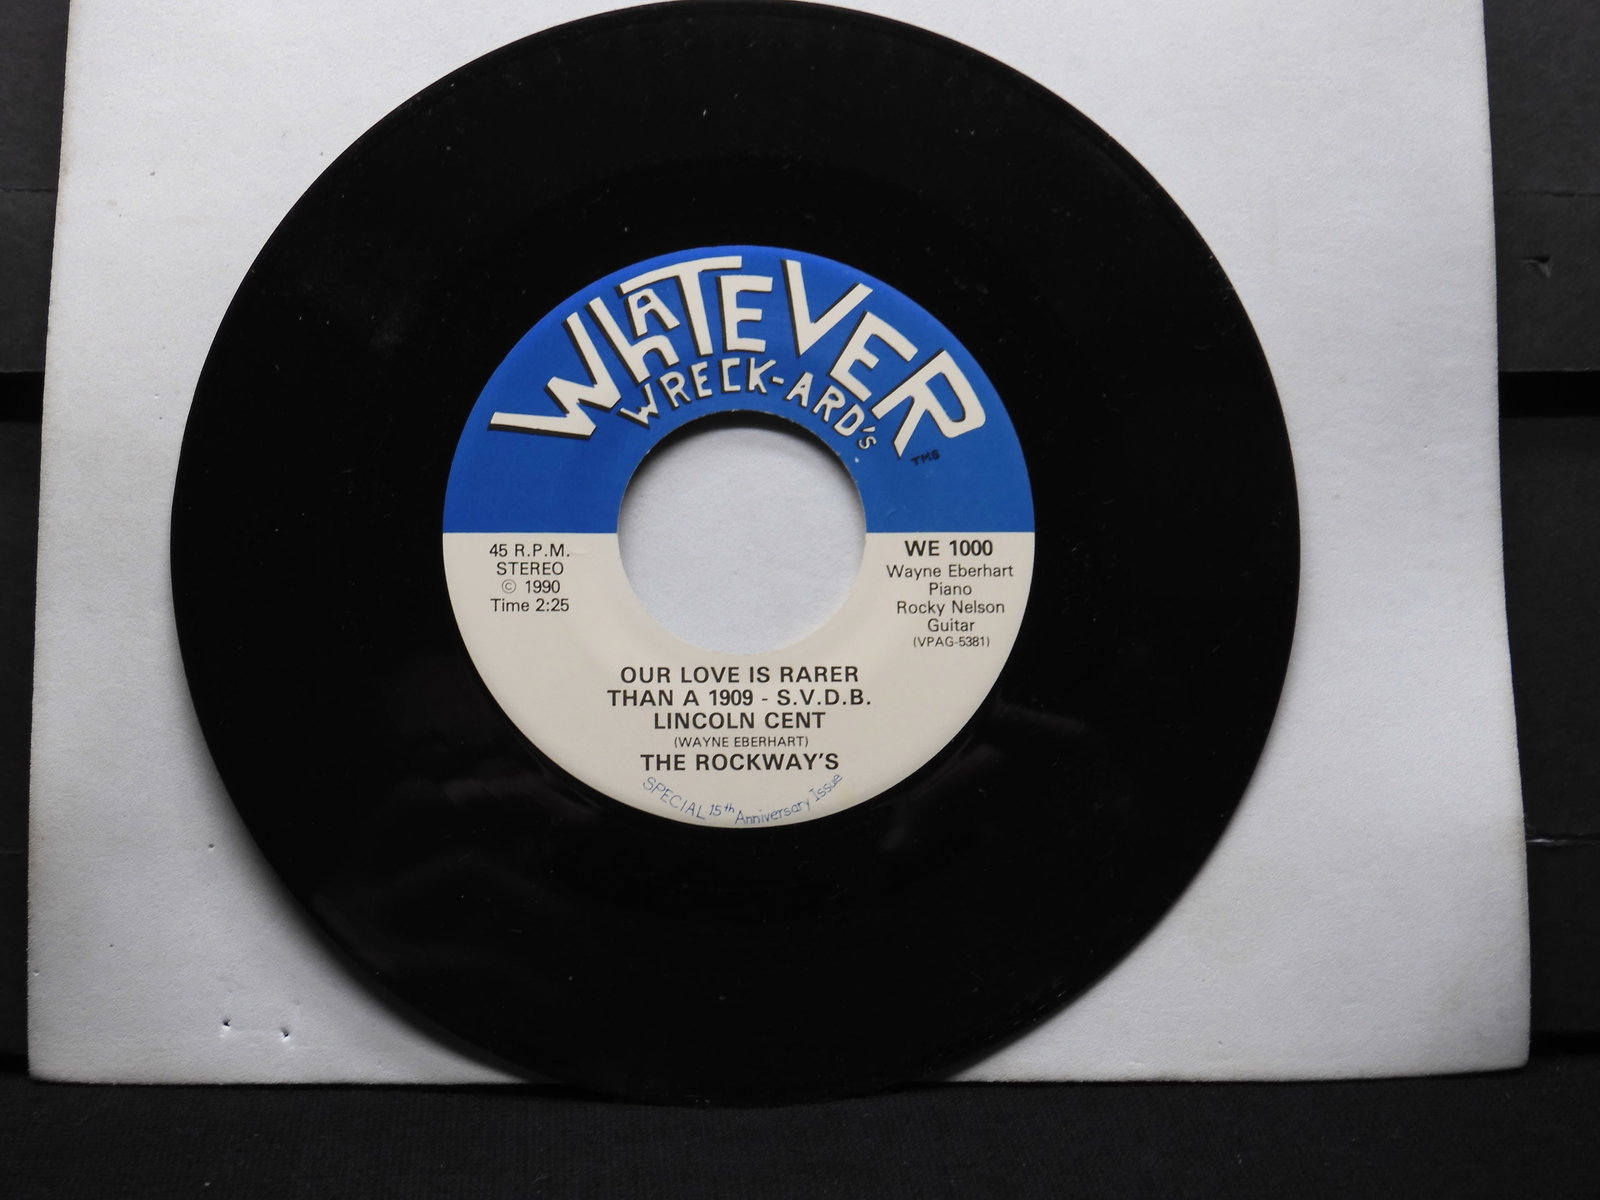 WHATEVER
WRECK-ARD's
TMS
45 R.P.M.
STEREO
© 1990
Time 2:25
WE 1000
Wayne Eberhart
Piano
Rocky Nelson
Guitar
(VPAG-5381)
OUR LOVE IS RARER
THAN A 1909 - S.V.D.B.
LINCOLN CENT
(WAYNE EBERHART)
THE ROCKWAY'S
SPECIAL 15th Anniversary Issue